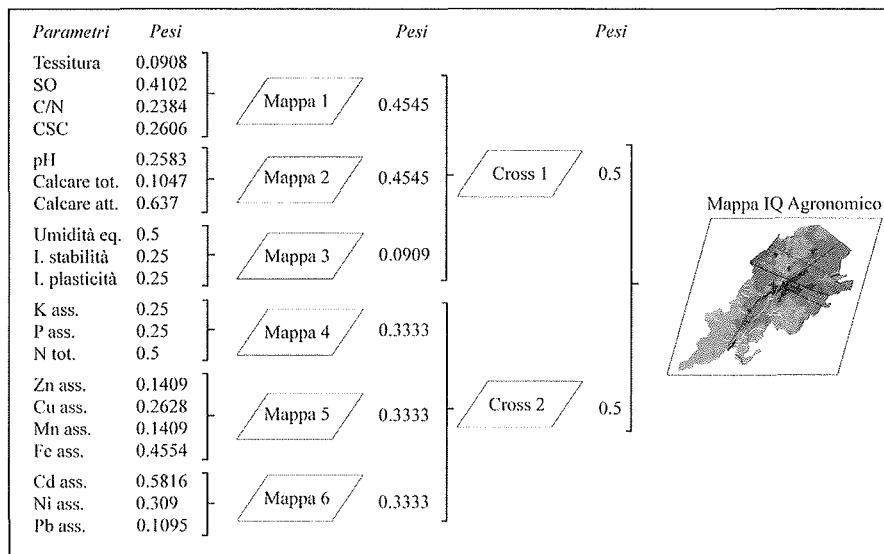 Parametri Pesi Pesi Pesi
Tessitura 0.0908
SO 0.4102
C/N 0.2384
CSC 0.2606
Mappa 1 0.4545
pH 0.2583
Calcare tot. 0.1047
Calcare att. 0.637
Mappa 2 0.4545
Umidità eq. 0.5
I. stabilità 0.25
I. plasticità 0.25
Mappa 3 0.0909
Cross 1 0.5
K ass. 0.25
P ass. 0.25
N tot. 0.5
Mappa 4 0.3333
Zn ass. 0.1409
Cu ass. 0.2628
Mn ass. 0.1409
Fe ass. 0.4554
Mappa 5 0.3333
Cd ass. 0.5816
Ni ass. 0.309
Pb ass. 0.1095
Mappa 6 0.3333
Cross 2 0.5
Mappa IQ Agronomico